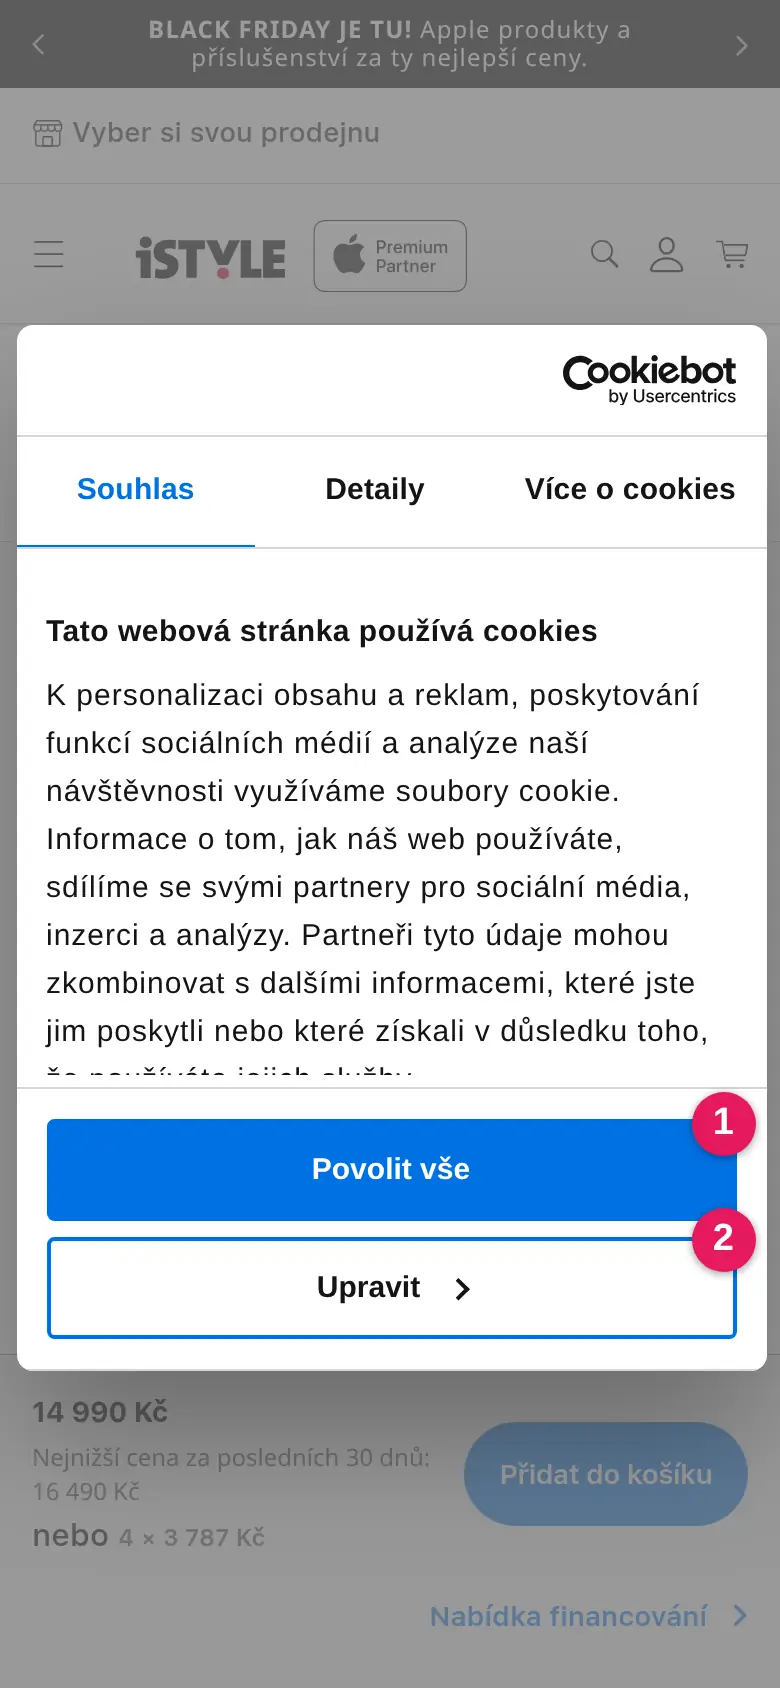 BLACK FRIDAY JE TU! Apple produkty a
příslušenství za ty nejlepší ceny.
Vyber si svou prodejnu
iSTYLE
Premium
Partner
Cookiebot
by Usercentrics
Souhlas
Detaily
Více o cookies
Tato webová stránka používá cookies
K personalizaci obsahu a reklam, poskytování
funkcí sociálních médií a analýze naší
návštěvnosti využíváme soubory cookie.
Informace o tom, jak náš web používáte,
sdílíme se svými partnery pro sociální média,
inzerci a analýzy. Partneři tyto údaje mohou
zkombinovat s dalšími informacemi, které jste
jim poskytli nebo které získali v důsledku toho,
že používáte jejich služby.
1
Povolit vše
2
Upravit
14 990 Kč
Nejnižší cena za posledních 30 dnů:
16 490 Kč
nebo 4 × 3 787 Kč
Přidat do košíku
Nabídka financování